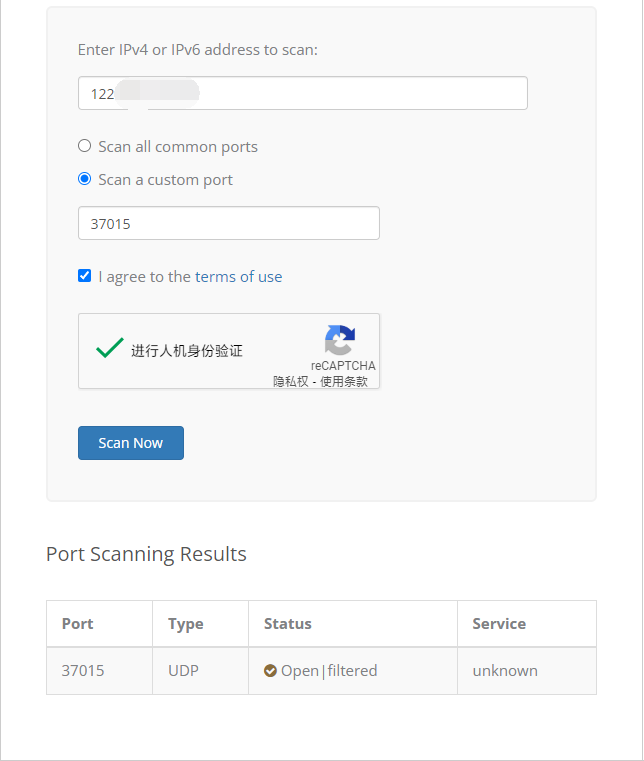 Enter IPv4 or IPv6 address to scan:
122
Scan all common ports
Scan a custom port
37015
I agree to the terms of use
进行人机身份验证
reCAPTCHA
隐私权 - 使用条款
Scan Now
Port Scanning Results
Port Type Status Service
37015 UDP Open|filtered unknown